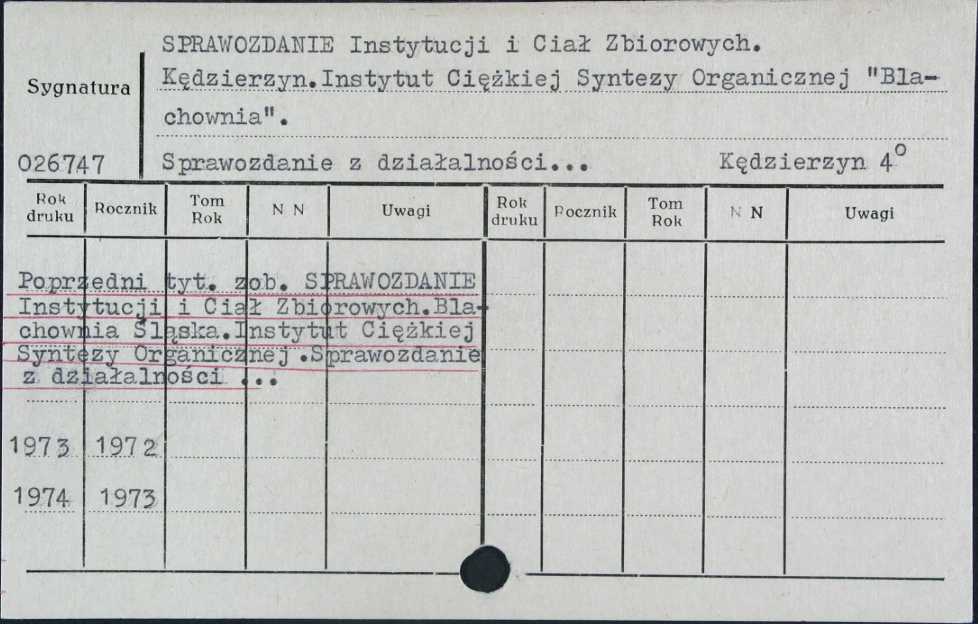 SPRAWOZDANIE Instytucji i Ciał Zbiorowych.
Sygnatura
Kędzierzyn.Instytut Ciężkiej Syntezy Organicznej "Bla-
chownia".
026747
Sprawozdanie z działalności... Kędzierzyn 4°
Rok druku Rocznik Tom Rok N N Uwagi Rok druku Rocznik Tom Rok N N Uwagi
Poprzedni tyt. zob. SPRAWOZDANIE
Instytucji i Ciał Zbiorowych.Bla-
chownia Śląska.Instytut Ciężkiej
Syntezy Organicznej.Sprawozdanie
z działalności ...
1973 1972
1974 1973